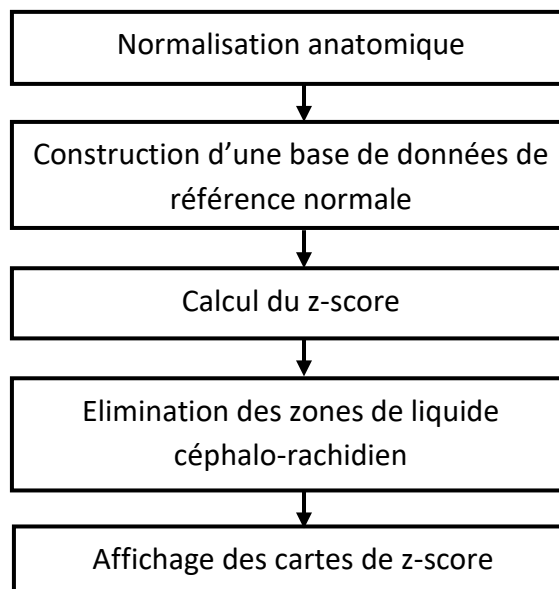 Normalisation anatomique
Construction d’une base de données de
référence normale
Calcul du z-score
Elimination des zones de liquide
céphalo-rachidien
Affichage des cartes de z-score